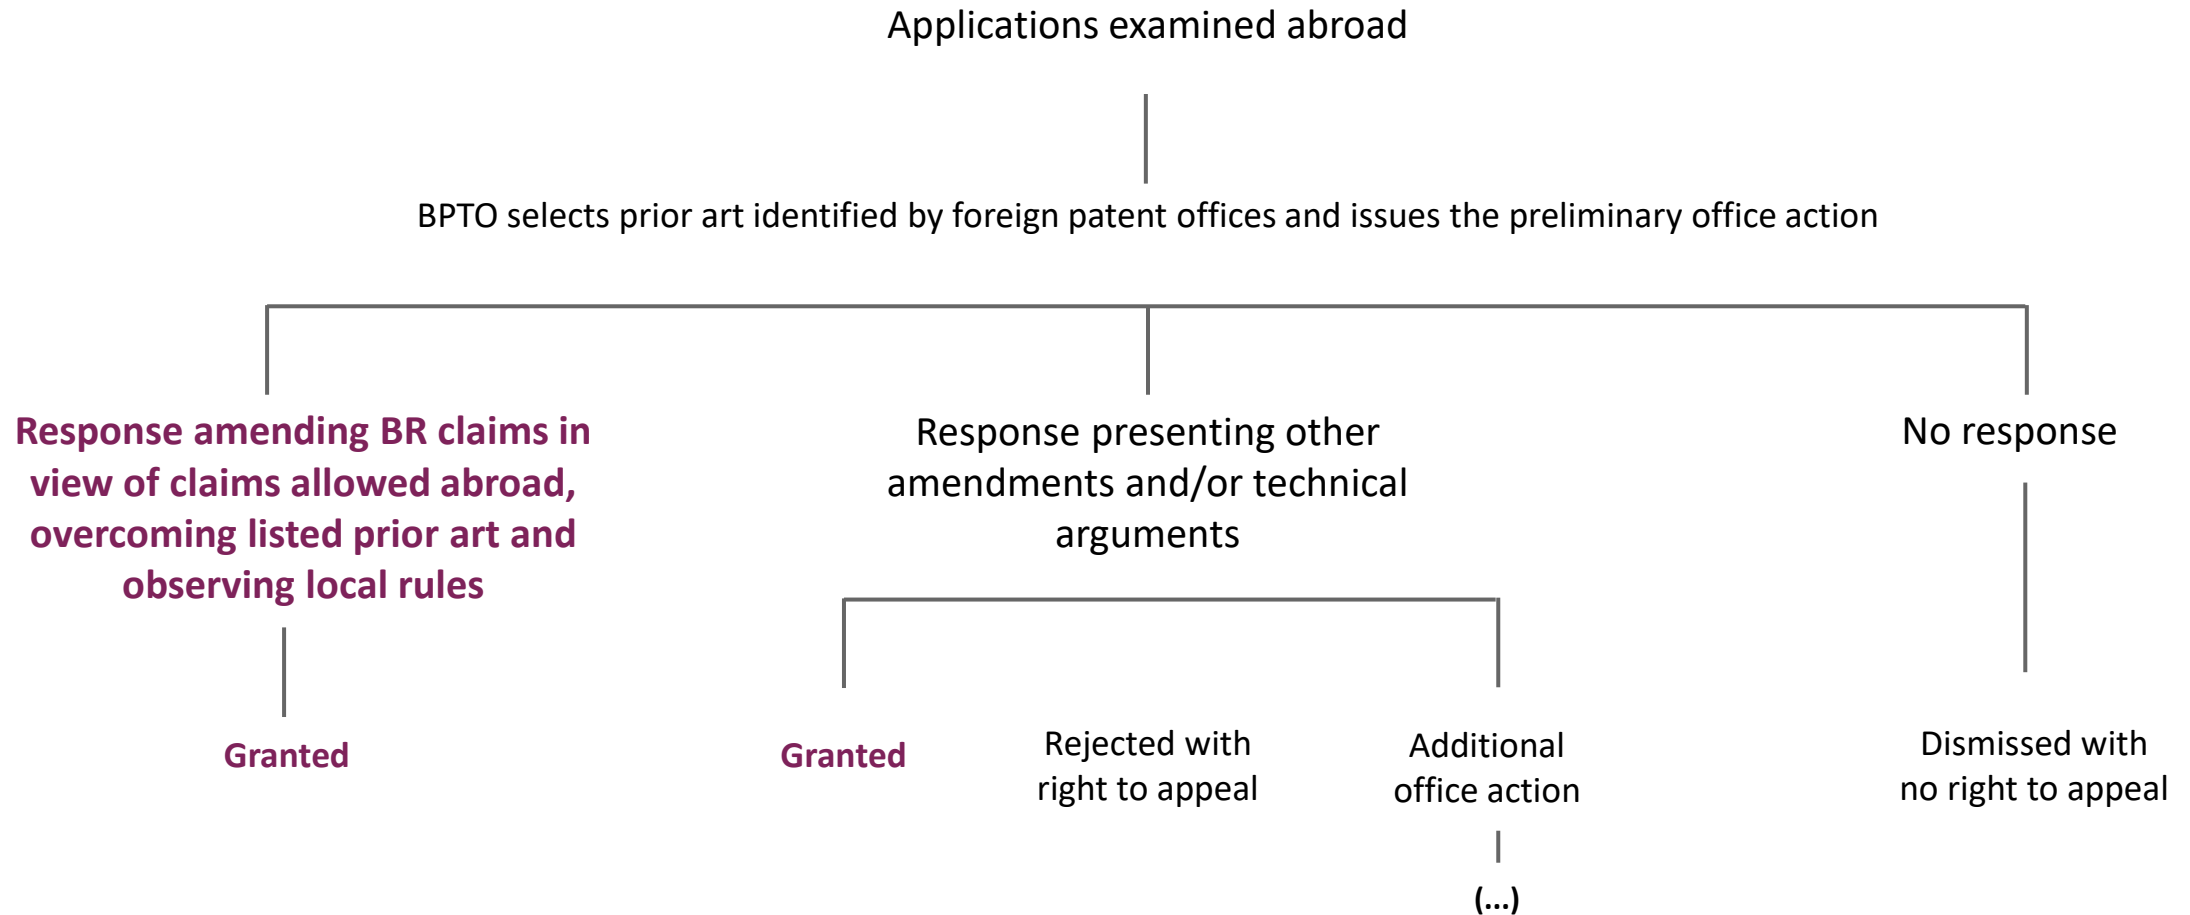 Applications examined abroad
BPTO selects prior art identified by foreign patent offices and issues the preliminary office action
Response amending BR claims in
view of claims allowed abroad,
overcoming listed prior art and
observing local rules
Response presenting other
amendments and/or technical
arguments
No response
Granted
Granted
Rejected with
right to appeal
Additional
office action
Dismissed with
no right to appeal
(...)